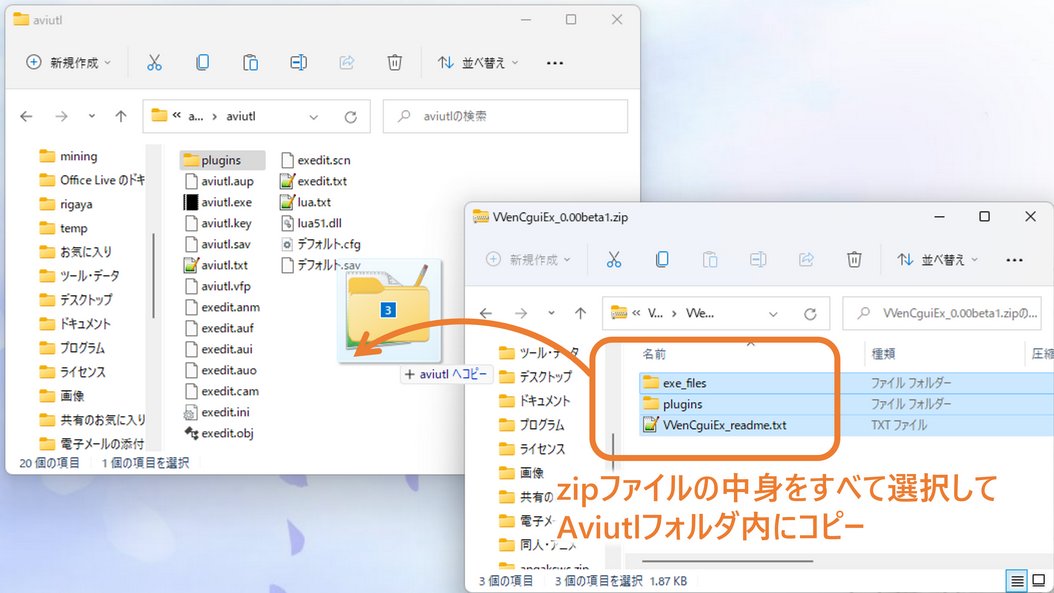 aviutl
新規作成
並べ替え
a... aviutl
aviutlの検索
mining
Office Live のドキ
rigaya
temp
お気に入り
ツール・データ
デスクトップ
ドキュメント
プログラム
ライセンス
画像
共有のお気に入り
電子メールの添付
plugins
aviutl.aup
aviutl.exe
aviutl.key
aviutl.sav
aviutl.txt
aviutl.vfp
exedit.anm
exedit.auf
exedit.aui
exedit.auo
exedit.cam
exedit.ini
exedit.obj
exedit.scn
exedit.txt
lua.txt
lua51.dll
デフォルト.cfg
デフォルト.sav
3
+ aviutl へコピー
20 個の項目 1 個の項目を選択
VVenCguiEx_0.00beta1.zip
新規作成
並べ替え
V... VVe...
VVenCguiEx_0.00beta1.zipの...
ツール・データ
デスクトップ
ドキュメント
プログラム
ライセンス
画像
共有の
電子メ
同人・アニメ
名前 種類 圧縮
exe_files ファイル フォルダー
plugins ファイル フォルダー
VVenCguiEx_readme.txt TXT ファイル
zipファイルの中身をすべて選択して
Aviutlフォルダ内にコピー
3 個の項目 3 個の項目を選択 1.87 KB